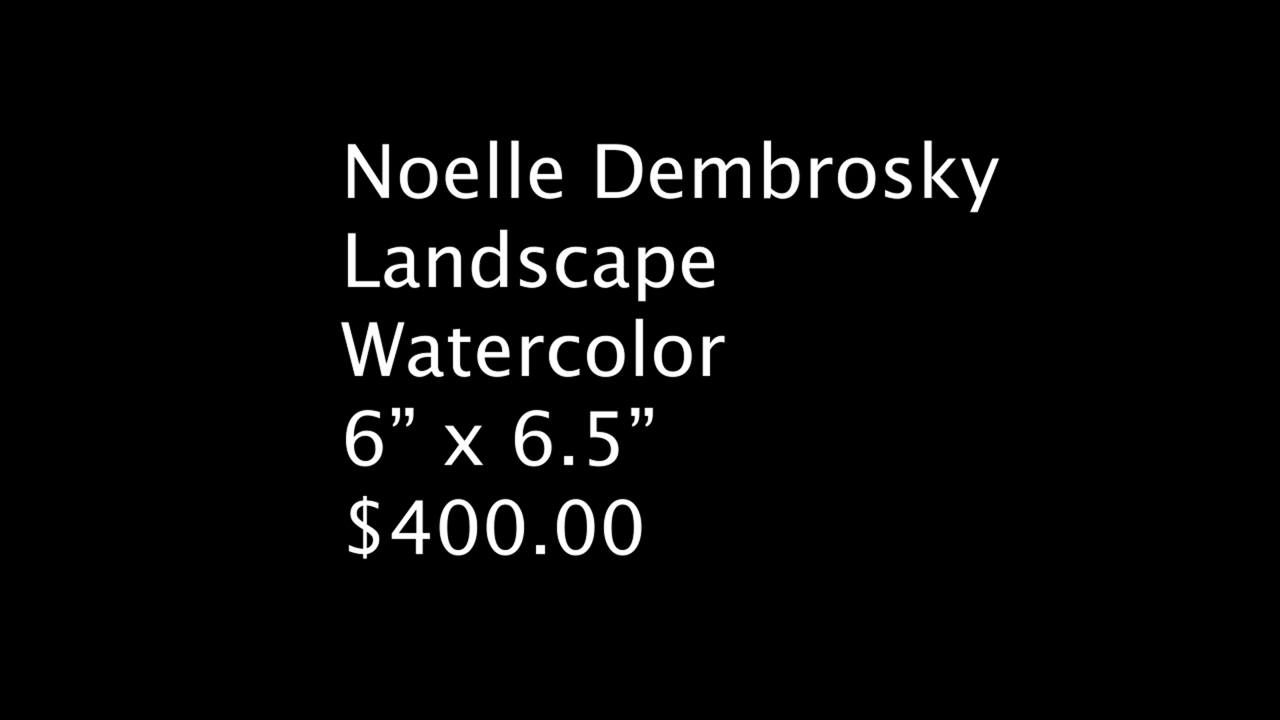 Noelle Dembrosky
Landscape
Watercolor
6” x 6.5”
$400.00